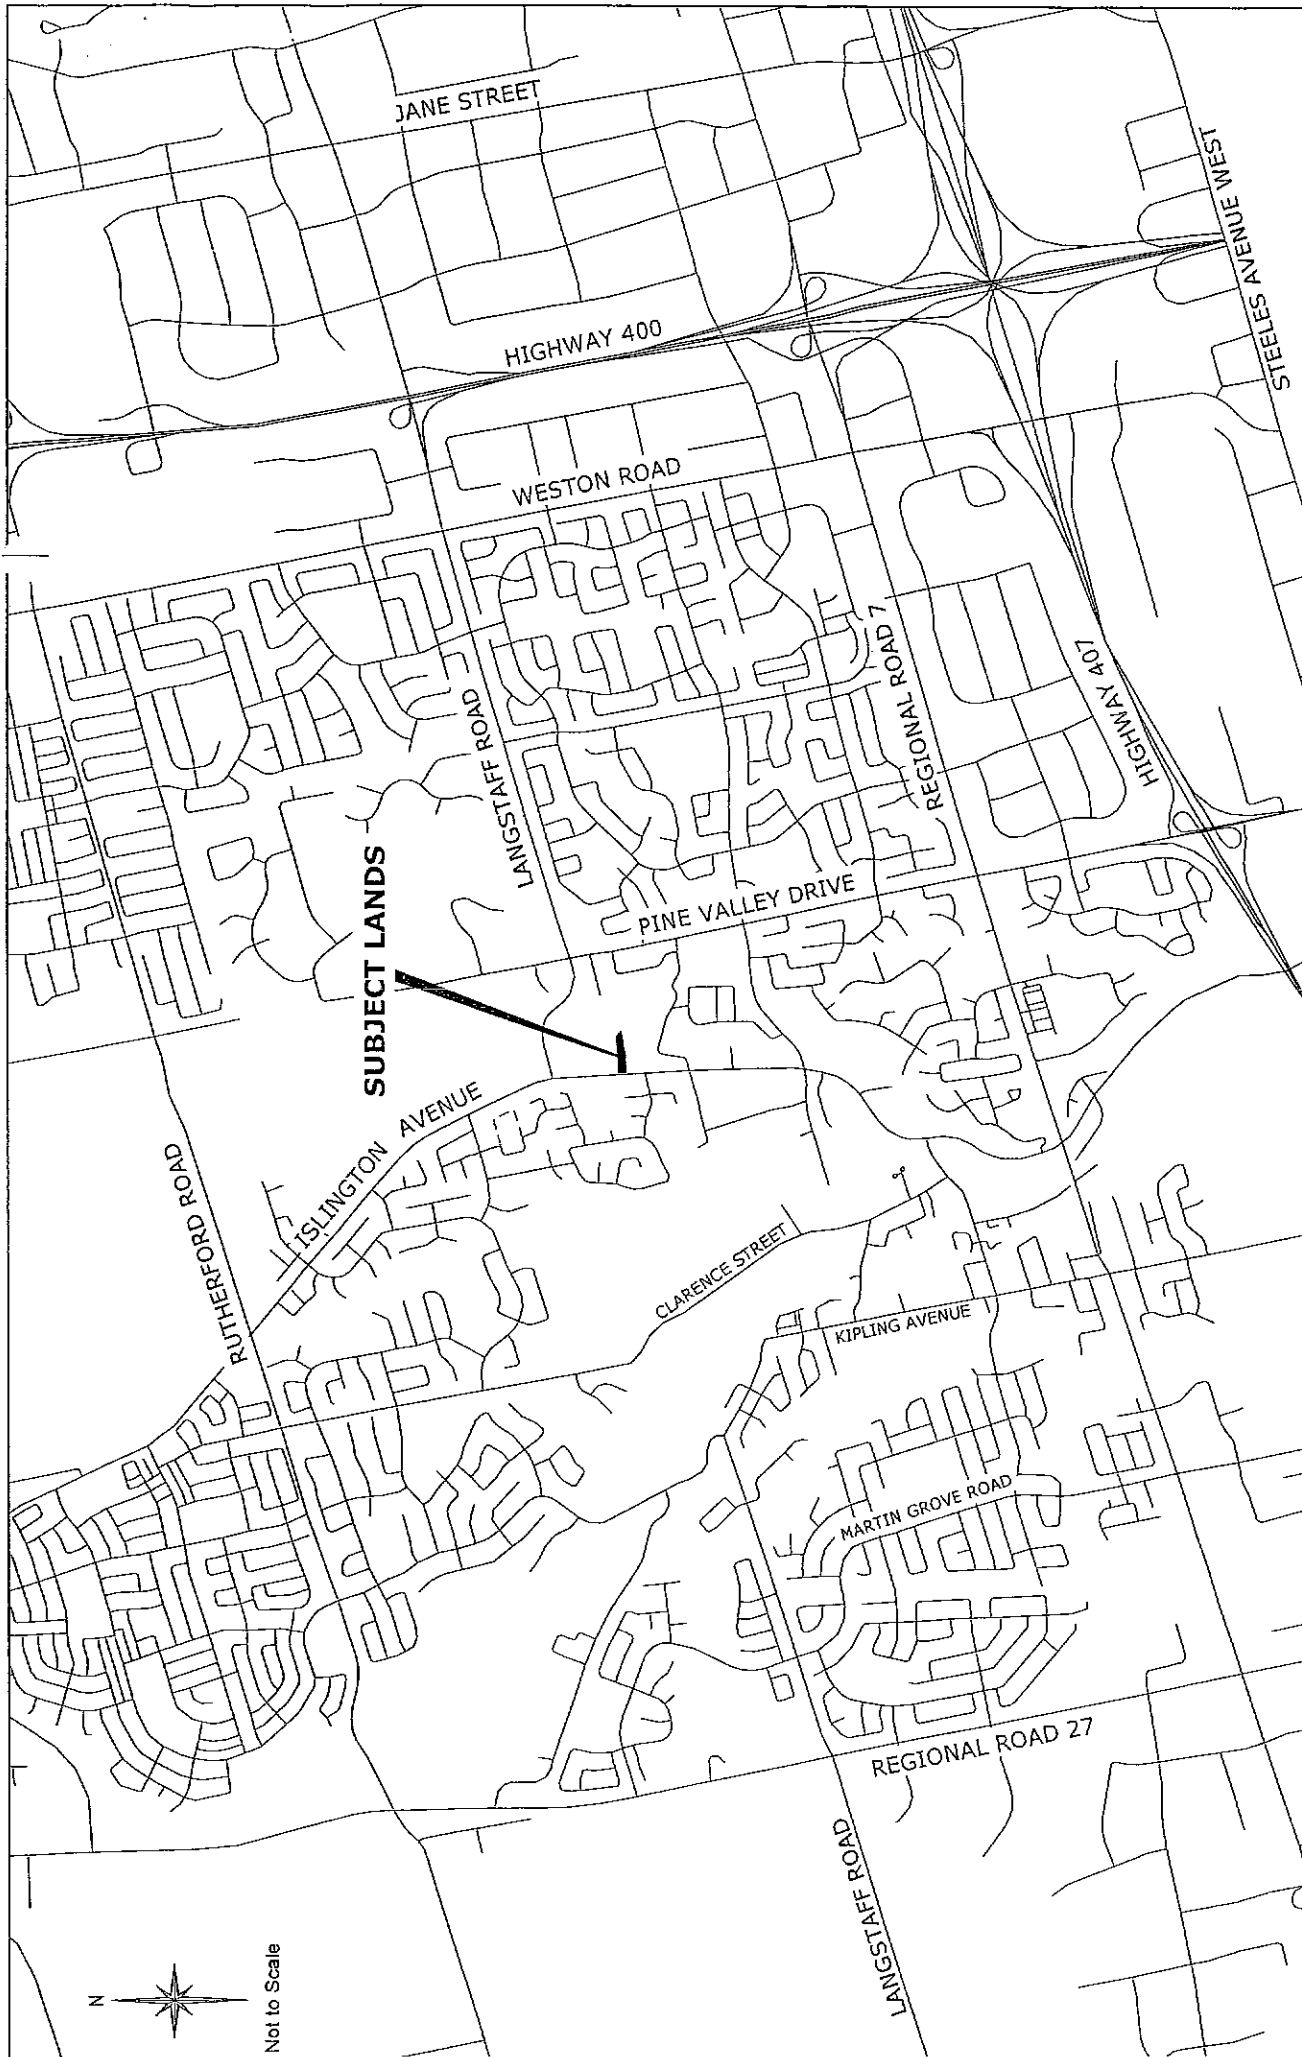 JANE STREET
STEELES AVENUE WEST
HIGHWAY 400
WESTON ROAD
LANGSTAFF ROAD
REGIONAL ROAD 7
HIGHWAY 407
SUBJECT LANDS
PINE VALLEY DRIVE
ISLINGTON AVENUE
RUTHERFORD ROAD
CLARENCE STREET
KIPLING AVENUE
MARTIN GROVE ROAD
REGIONAL ROAD 27
LANGSTAFF ROAD
N
Not to Scale